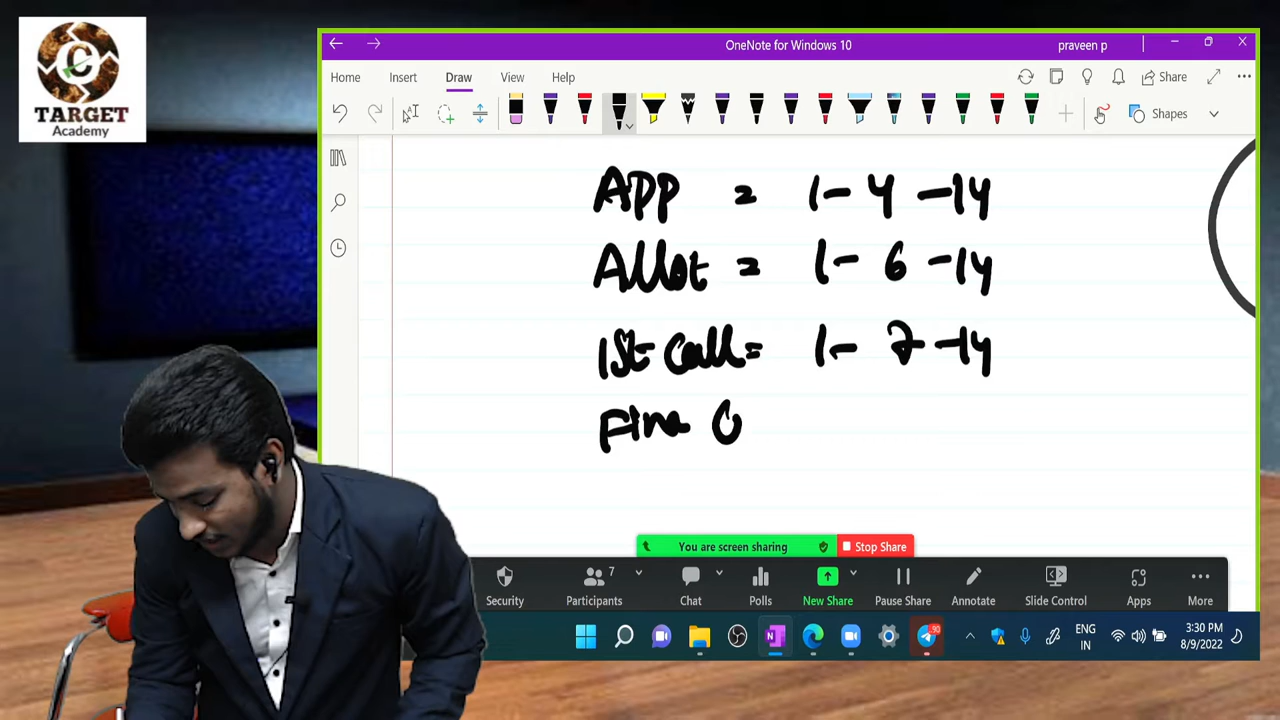 C
TARGET
Academy
OneNote for Windows 10
praveen p
Home
Insert
Draw
View
Help
Share
Shapes
APP = 1-4-14
Allot = 1-6-14
1st call = 1-7-14
Fina C
You are screen sharing
Stop Share
7
Security
Participants
Chat
Polls
New Share
Pause Share
Annotate
Slide Control
Apps
More
90
ENG
IN
3:30 PM
8/9/2022